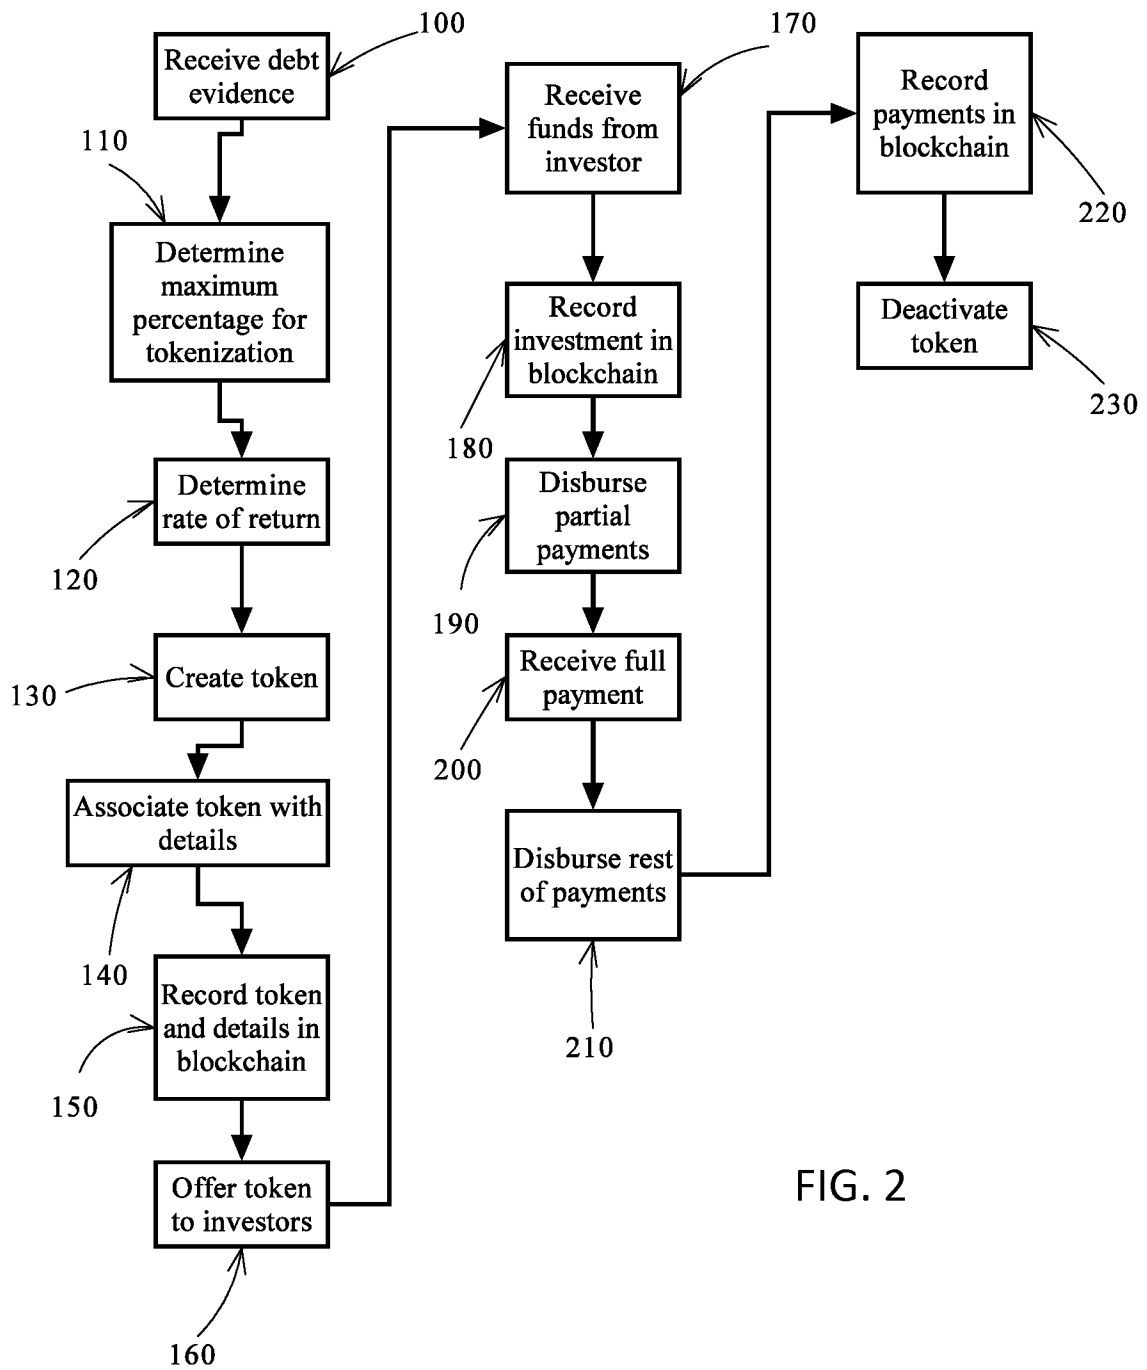 100
Receive debt
evidence
110
Determine
maximum
percentage for
tokenization
Determine
rate of return
120
Create token
130
Associate token with
details
140
Record token
and details in
blockchain
150
Offer token
to investors
160
170
Receive
funds from
investor
Record
investment in
blockchain
180
Disburse
partial
payments
190
Receive full
payment
200
Disburse rest
of payments
210
Record
payments in
blockchain
220
Deactivate
token
230
FIG. 2